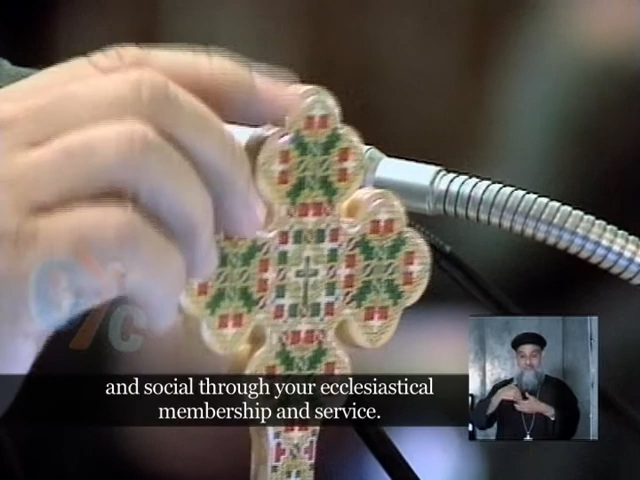 and social through your ecclesiastical
membership and service.